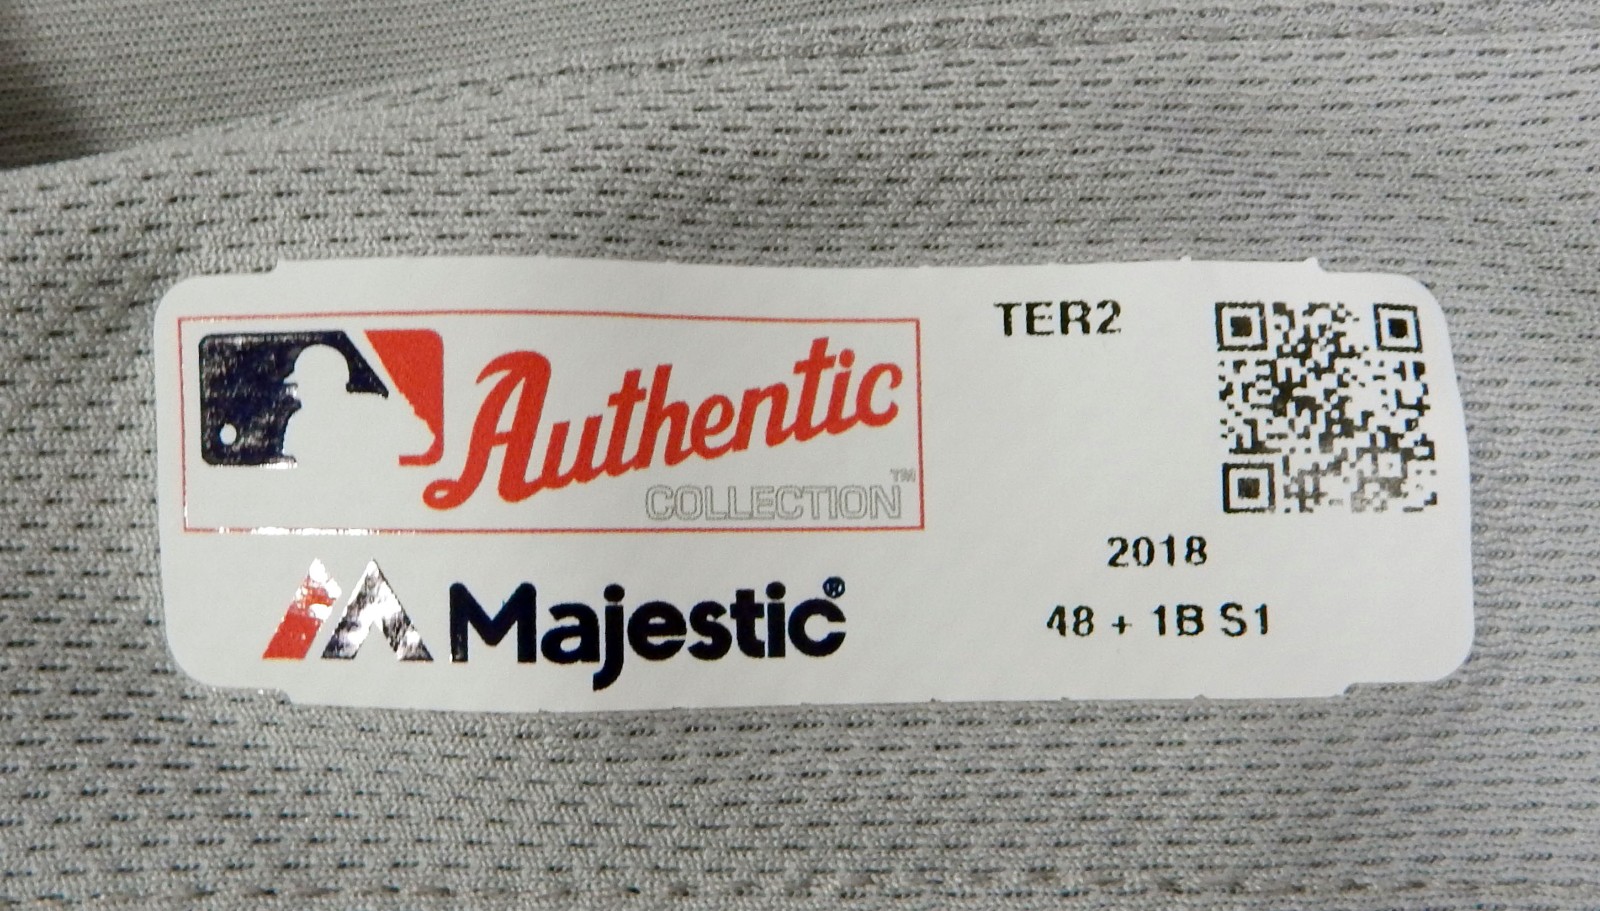 Authentic
COLLECTION™
Majestic®
TER2
2018
48 + 1B S1